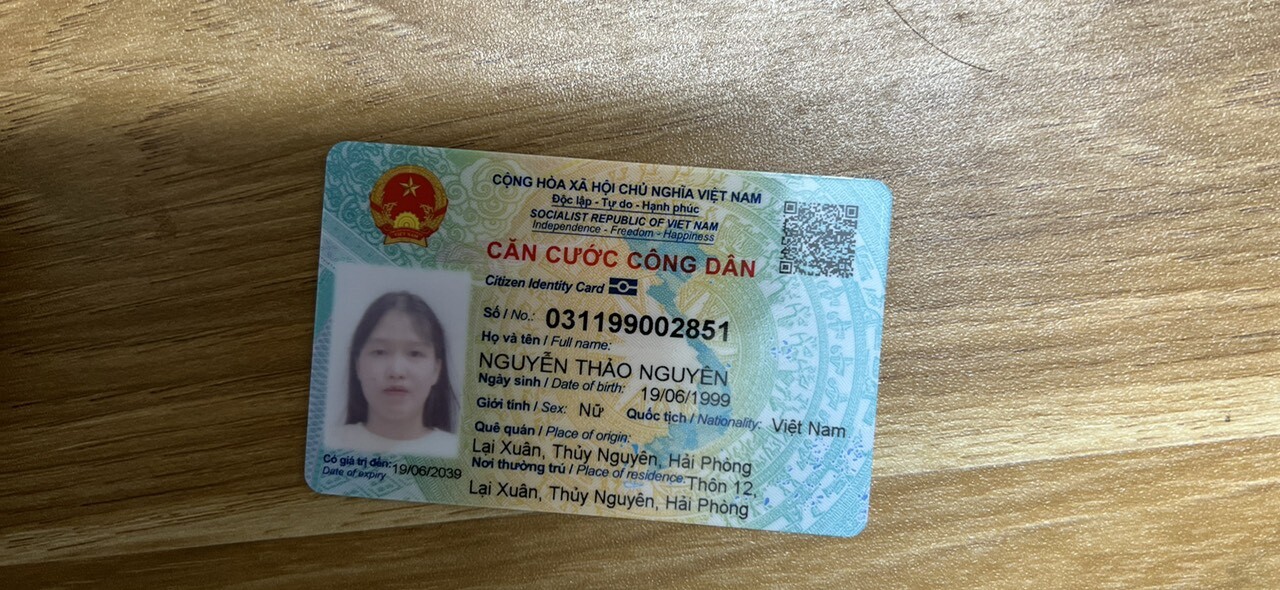 CỘNG HÒA XÃ HỘI CHỦ NGHĨA VIỆT NAM
Độc lập - Tự do - Hạnh phúc
SOCIALIST REPUBLIC OF VIET NAM
Independence - Freedom - Happiness
CĂN CƯỚC CÔNG DÂN
Citizen Identity Card
Số / No.: 031199002851
Họ và tên / Full name:
NGUYỄN THẢO NGUYÊN
Ngày sinh / Date of birth: 19/06/1999
Giới tính / Sex: Nữ Quốc tịch / Nationality: Việt Nam
Quê quán / Place of origin:
Lại Xuân, Thủy Nguyên, Hải Phòng
Nơi thường trú / Place of residence: Thôn 12,
Lại Xuân, Thủy Nguyên, Hải Phòng
Có giá trị đến: 19/06/2039
Date of expiry